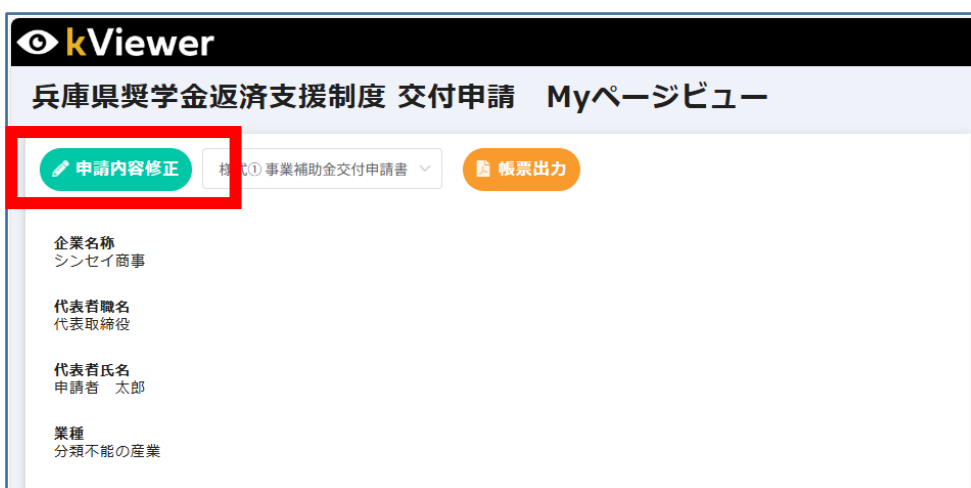 kViewer
兵庫県奨学金返済支援制度 交付申請　Myページビュー
申請内容修正 様式① 事業補助金交付申請書 帳票出力
企業名称
シンセイ商事
代表者職名
代表取締役
代表者氏名
申請者　太郎
業種
分類不能の産業